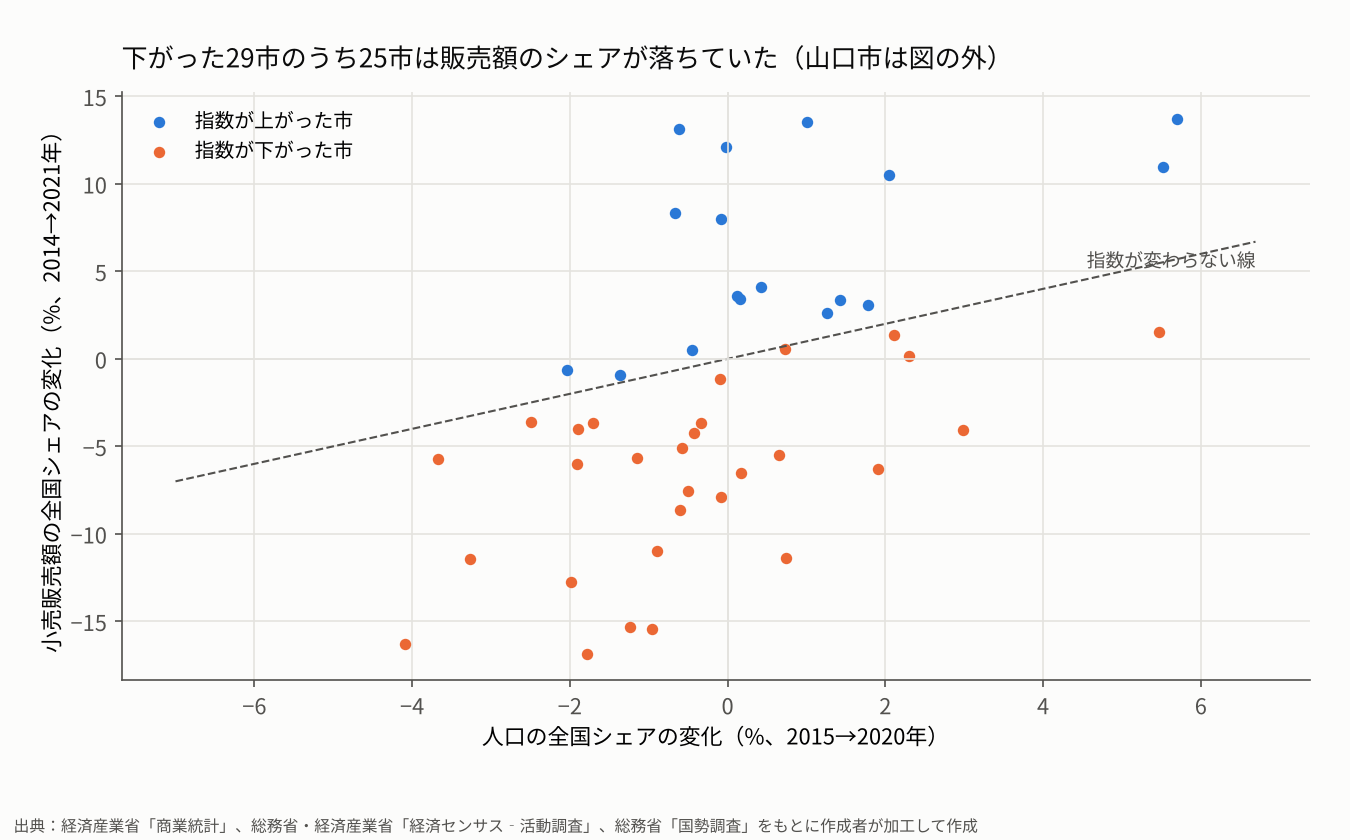 下がった29市のうち25市は販売額のシェアが落ちていた（山口市は図の外）
指数が上がった市
指数が下がった市
15
10
5
0
−5
−10
−15
小売販売額の全国シェアの変化（%、2014→2021年）
指数が変わらない線
−6
−4
−2
0
2
4
6
人口の全国シェアの変化（%、2015→2020年）
出典：経済産業省「商業統計」、総務省・経済産業省「経済センサス‐活動調査」、総務省「国勢調査」をもとに作成者が加工して作成